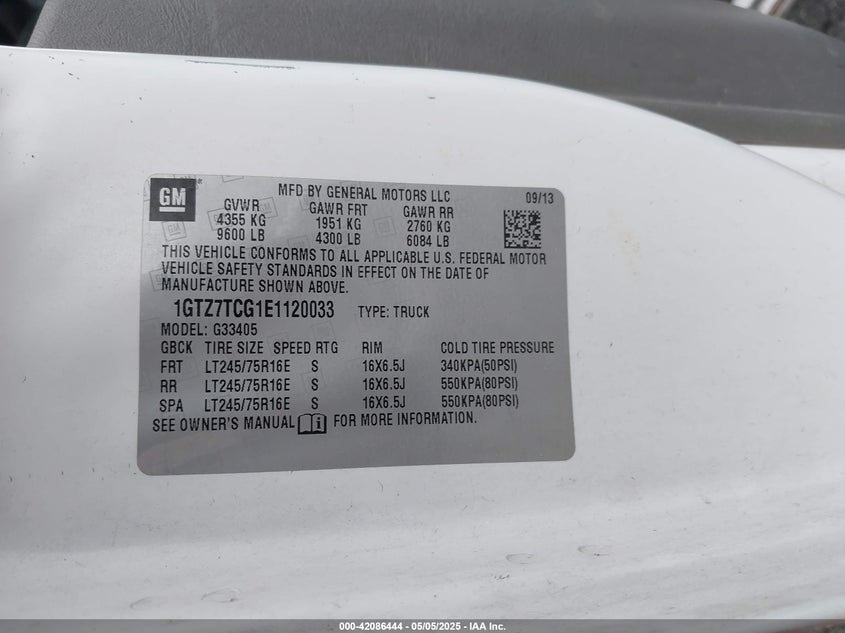 GM
MFD BY GENERAL MOTORS LLC 09/13
GVWR GAWR FRT GAWR RR
4355 KG 1951 KG 2760 KG
9600 LB 4300 LB 6084 LB
THIS VEHICLE CONFORMS TO ALL APPLICABLE U.S. FEDERAL MOTOR
VEHICLE SAFETY STANDARDS IN EFFECT ON THE DATE OF
MANUFACTURE SHOWN ABOVE.
1GTZ7TCG1E1120033 TYPE: TRUCK
MODEL: G33405
GBCK TIRE SIZE SPEED RTG RIM COLD TIRE PRESSURE
FRT LT245/75R16E S 16X6.5J 340KPA(50PSI)
RR LT245/75R16E S 16X6.5J 550KPA(80PSI)
SPA LT245/75R16E S 16X6.5J 550KPA(80PSI)
SEE OWNER'S MANUAL FOR MORE INFORMATION.
000-42086444 - 05/05/2025 - IAA Inc.